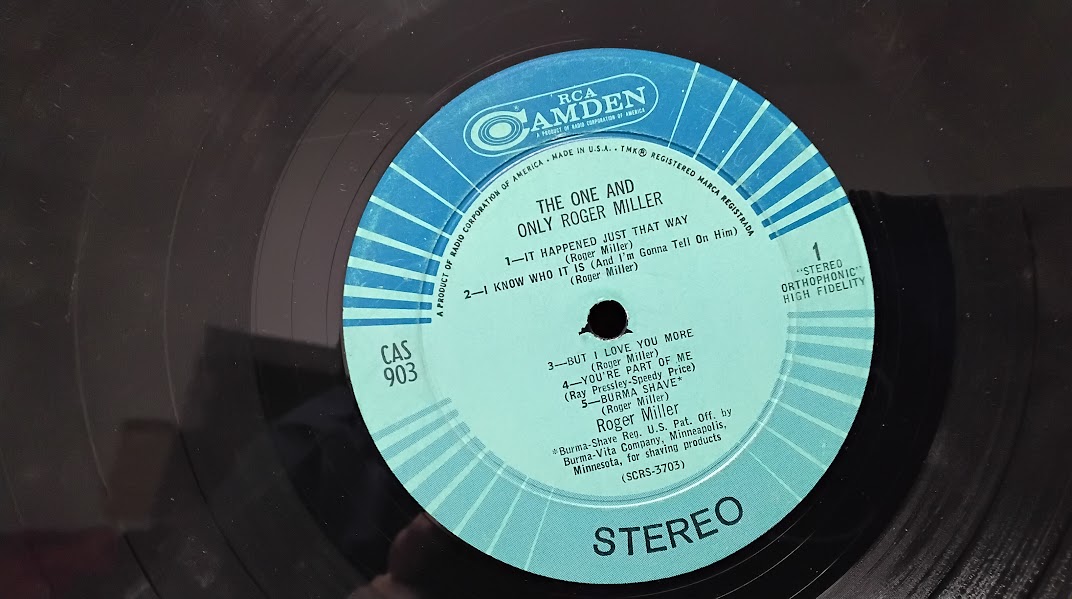 RCA
CAMDEN
A PRODUCT OF RADIO CORPORATION OF AMERICA
A PRODUCT OF RADIO CORPORATION OF AMERICA • MADE IN U.S.A. • TMK® REGISTERED MARCA REGISTRADA
THE ONE AND
ONLY ROGER MILLER
1—IT HAPPENED JUST THAT WAY
(Roger Miller)
2—I KNOW WHO IT IS (And I'm Gonna Tell On Him)
(Roger Miller)
1
"STEREO
ORTHOPHONIC"
HIGH FIDELITY
CAS
903
3—BUT I LOVE YOU MORE
(Roger Miller)
4—YOU'RE PART OF ME
(Ray Pressley-Speedy Price)
5—BURMA SHAVE*
(Roger Miller)
Roger Miller
*Burma-Shave Reg. U.S. Pat. Off. by
Burma-Vita Company, Minneapolis,
Minnesota, for shaving products
(SCRS-3703)
STEREO